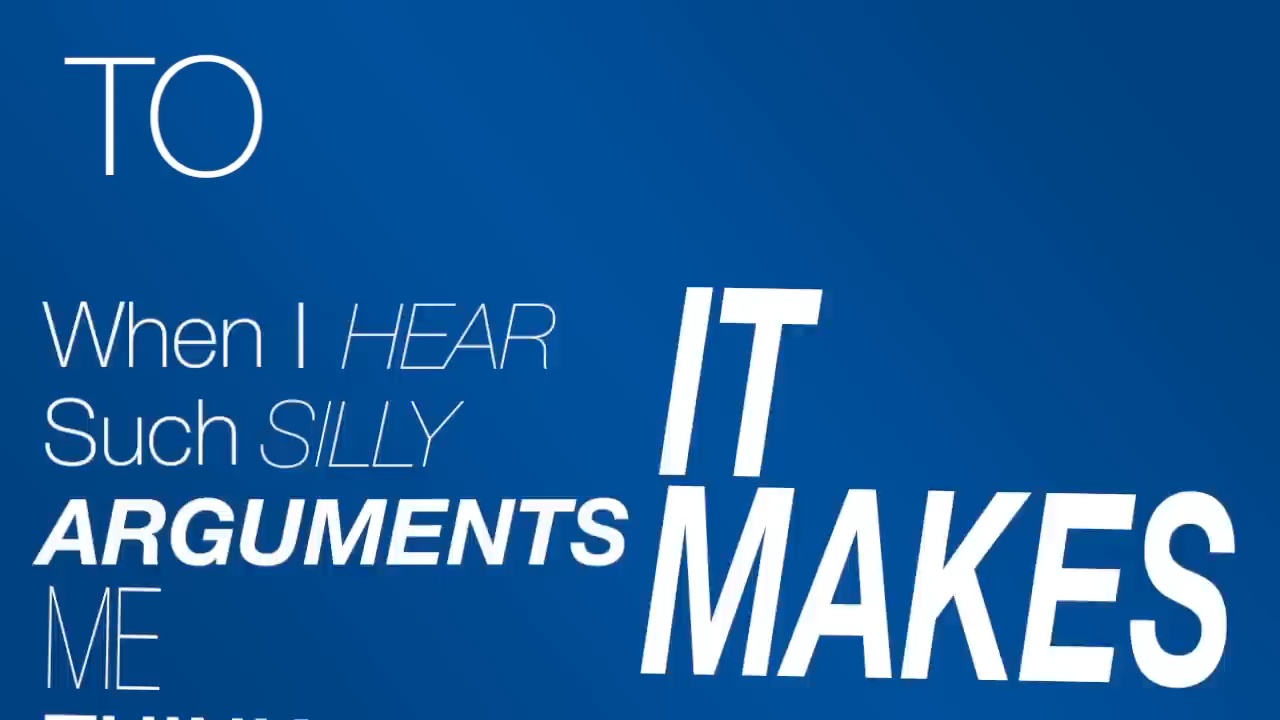 TO
When I HEAR
Such SILLY
ARGUMENTS
IT
MAKES
ME